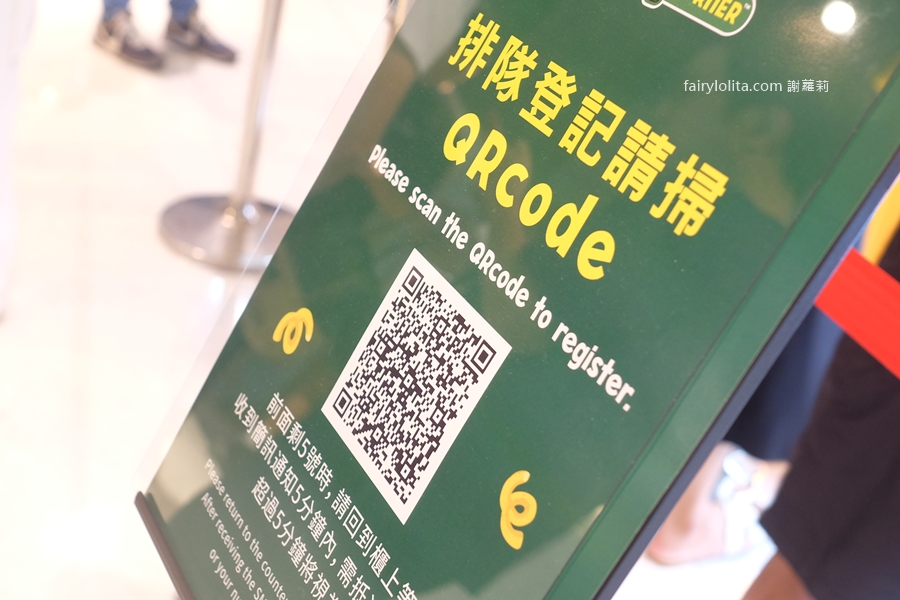 fairylolita.com 謝蘿莉
排隊登記請掃
QRcode
Please scan the QRcode to register.
前面剩5號時，請回到櫃上等
收到簡訊通知5分鐘內，需抵
超過5分鐘將視
Please return to the counte
After receiving the S
or your n